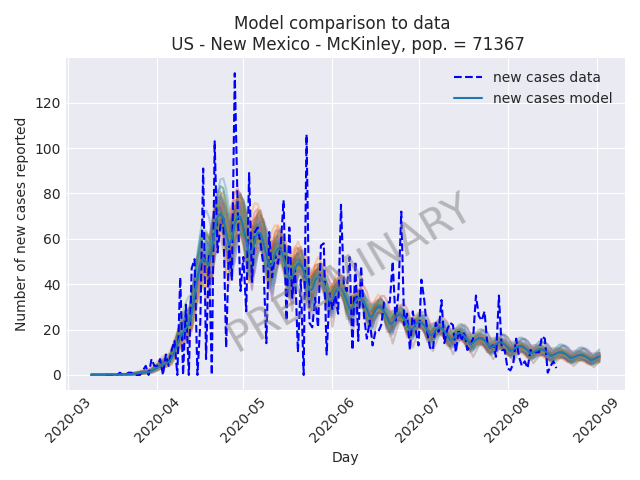 Model comparison to data
US - New Mexico - McKinley, pop. = 71367
new cases data
new cases model
Number of new cases reported
120
100
80
60
40
20
0
PRELIMINARY
2020-03
2020-04
2020-05
2020-06
2020-07
2020-08
2020-09
Day